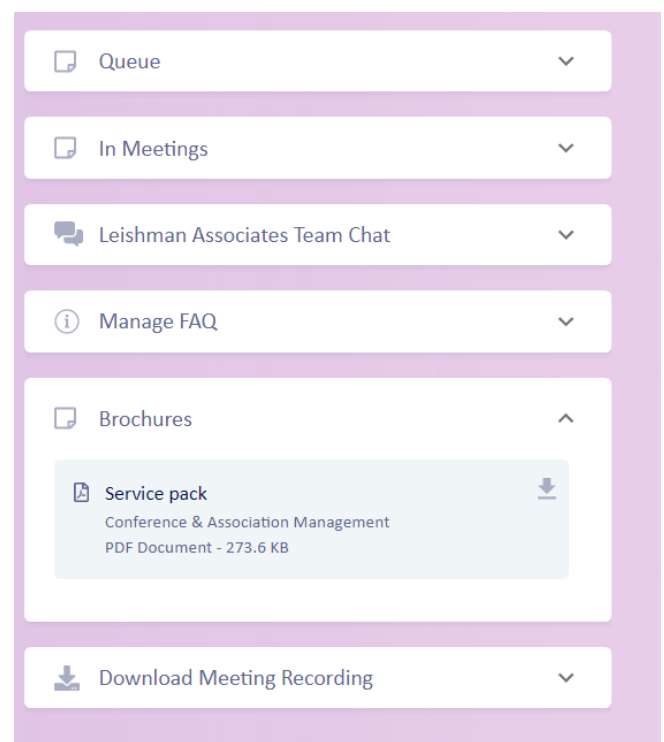 Queue
In Meetings
Leishman Associates Team Chat
Manage FAQ
Brochures
Service pack
Conference & Association Management
PDF Document - 273.6 KB
Download Meeting Recording